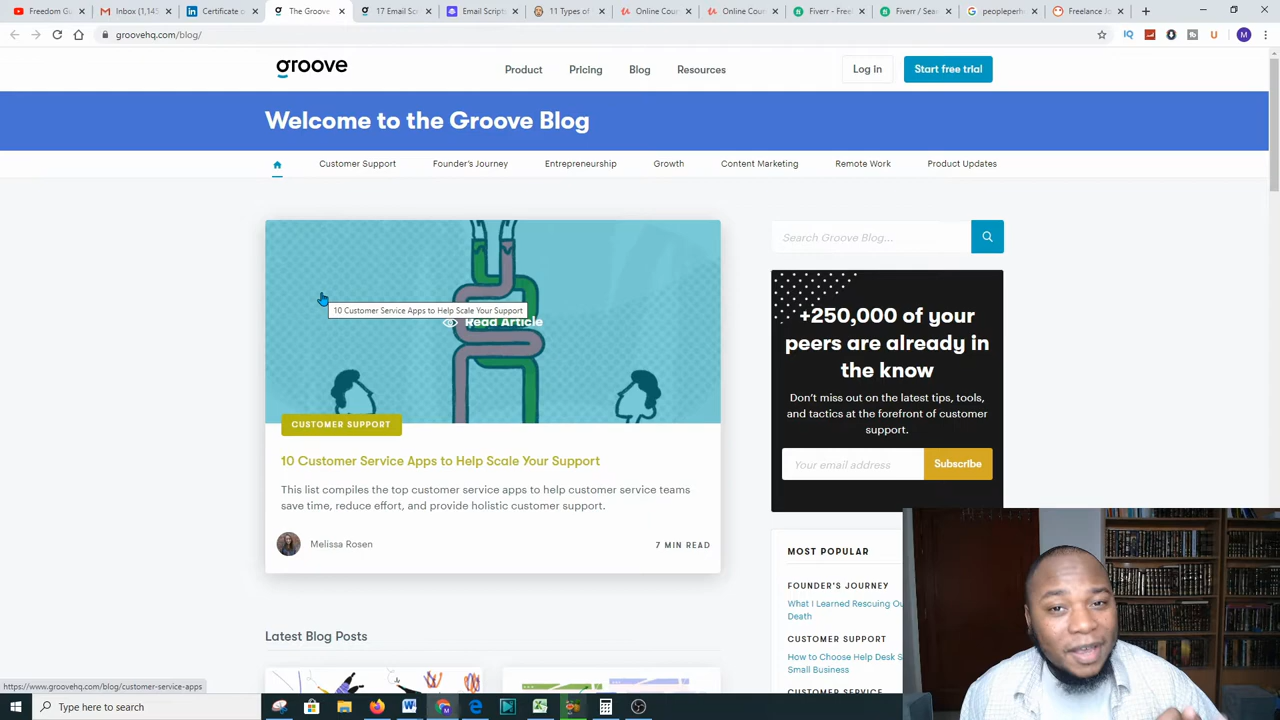 Freedom Gu
Inbox (1,145
Certificate o
The Groove
17 Email Sc
Email Script
11 Types of
Online Cou
Online Cou
Fiverr - Free
Fiverr / Sea
peopleperh
Freelance Jo
groovehq.com/blog/
groove
Product
Pricing
Blog
Resources
Log in
Start free trial
Welcome to the Groove Blog
Customer Support
Founder's Journey
Entrepreneurship
Growth
Content Marketing
Remote Work
Product Updates
10 Customer Service Apps to Help Scale Your Support
Read Article
CUSTOMER SUPPORT
10 Customer Service Apps to Help Scale Your Support
This list compiles the top customer service apps to help customer service teams
save time, reduce effort, and provide holistic customer support.
Melissa Rosen
7 MIN READ
Latest Blog Posts
Search Groove Blog...
+250,000 of your
peers are already in
the know
Don't miss out on the latest tips, tools,
and tactics at the forefront of customer
support.
Your email address
Subscribe
MOST POPULAR
FOUNDER'S JOURNEY
What I Learned Rescuing Ou
Death
CUSTOMER SUPPORT
How to Choose Help Desk S
Small Business
CUSTOMER SERVICE
https://www.groovehq.com/blog/customer-service-apps
Type here to search